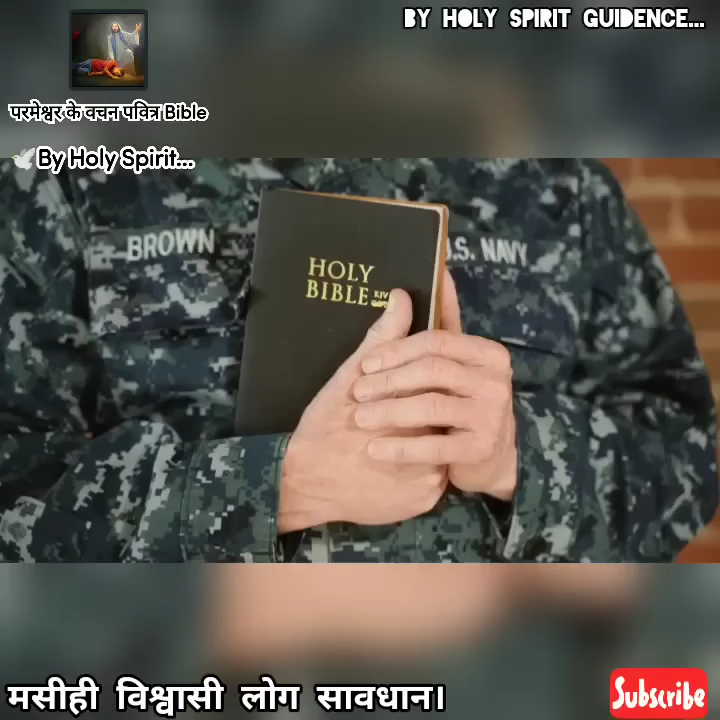 BY HOLY SPIRIT GUIDENCE...
परमेश्वर के वचन पवित्र Bible
🕊By Holy Spirit...
BROWN
U.S. NAVY
HOLY
BIBLE KJV
मसीही विश्वासी लोग सावधान।
Subscribe